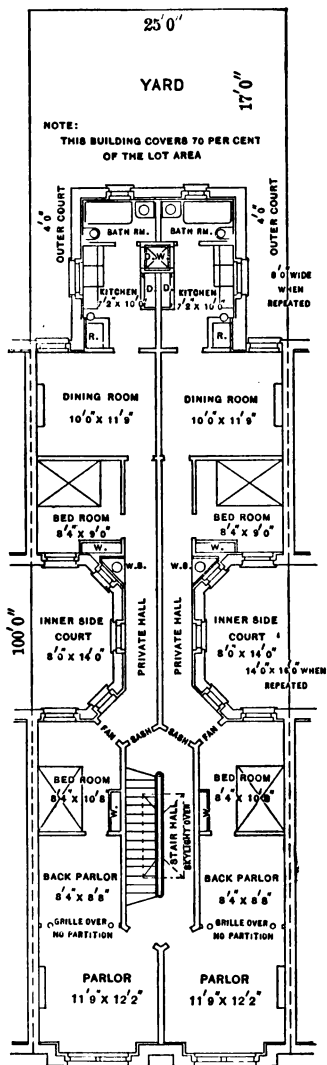 25'0"
YARD
17'0"
NOTE:
THIS BUILDING COVERS 70 PER CENT
OF THE LOT AREA
OUTER COURT
4'0"
OUTER COURT
4'0"
BATH RM.
BATH RM.
D.W.
8'0" WIDE
WHEN
REPEATED
KITCHEN
7'2" X 10'0"
D.
D.
KITCHEN
7'2" X 10'0"
R.
R.
DINING ROOM
10'0" X 11'9"
DINING ROOM
10'0" X 11'9"
BED ROOM
8'4" X 9'0"
BED ROOM
8'4" X 9'0"
W.
W.
W.B.
W.B.
100'0"
INNER SIDE
COURT
8'0" X 14'0"
PRIVATE HALL
PRIVATE HALL
INNER SIDE
COURT
8'0" X 14'0"
14'0" X 16'0" WHEN
REPEATED
FAN
SASH
SASH
FAN
BED ROOM
8'4" X 10'8
W.
STAIR HALL
SKYLIGHT OVER
W.
BED ROOM
8'4" X 10'8"
BACK PARLOR
8'4" X 8'8"
BACK PARLOR
8'4" X 8'8"
GRILLE OVER
NO PARTITION
GRILLE OVER
NO PARTITION
PARLOR
11'9" X 12'2"
PARLOR
11'9" X 12'2"